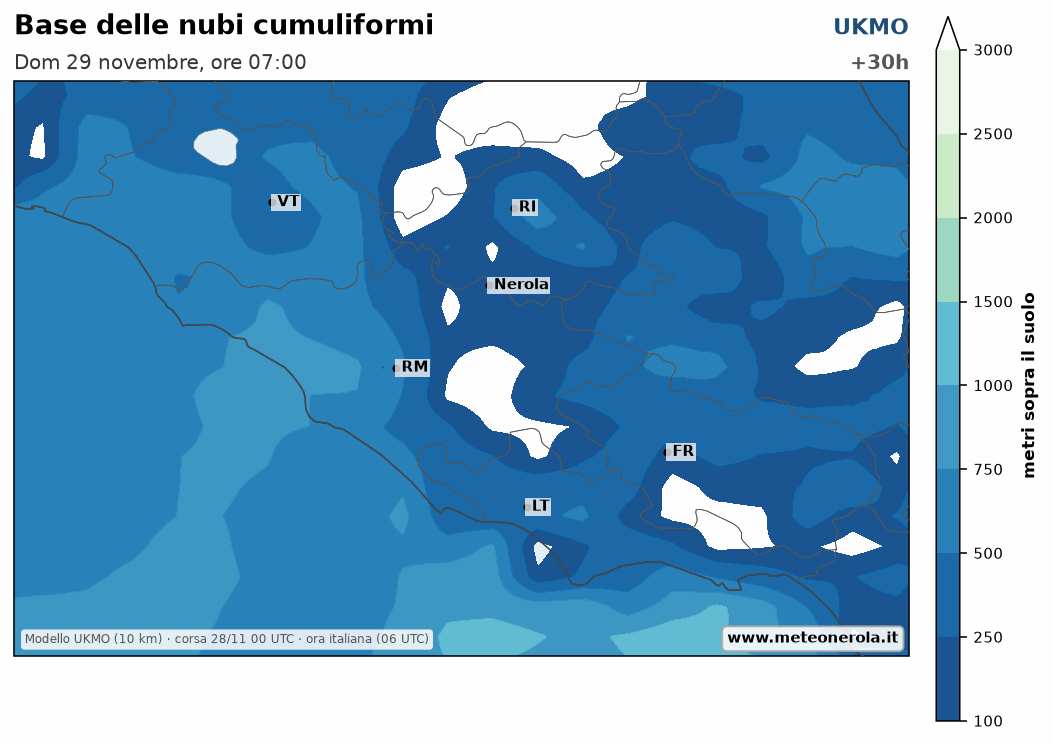 Base delle nubi cumuliformi
UKMO
Dom 29 novembre, ore 07:00
+30h
3000
2500
2000
1500
1000
750
500
250
100
metri sopra il suolo
VT
RI
Nerola
RM
FR
LT
Modello UKMO (10 km) · corsa 28/11 00 UTC · ora italiana (06 UTC)
www.meteonerola.it